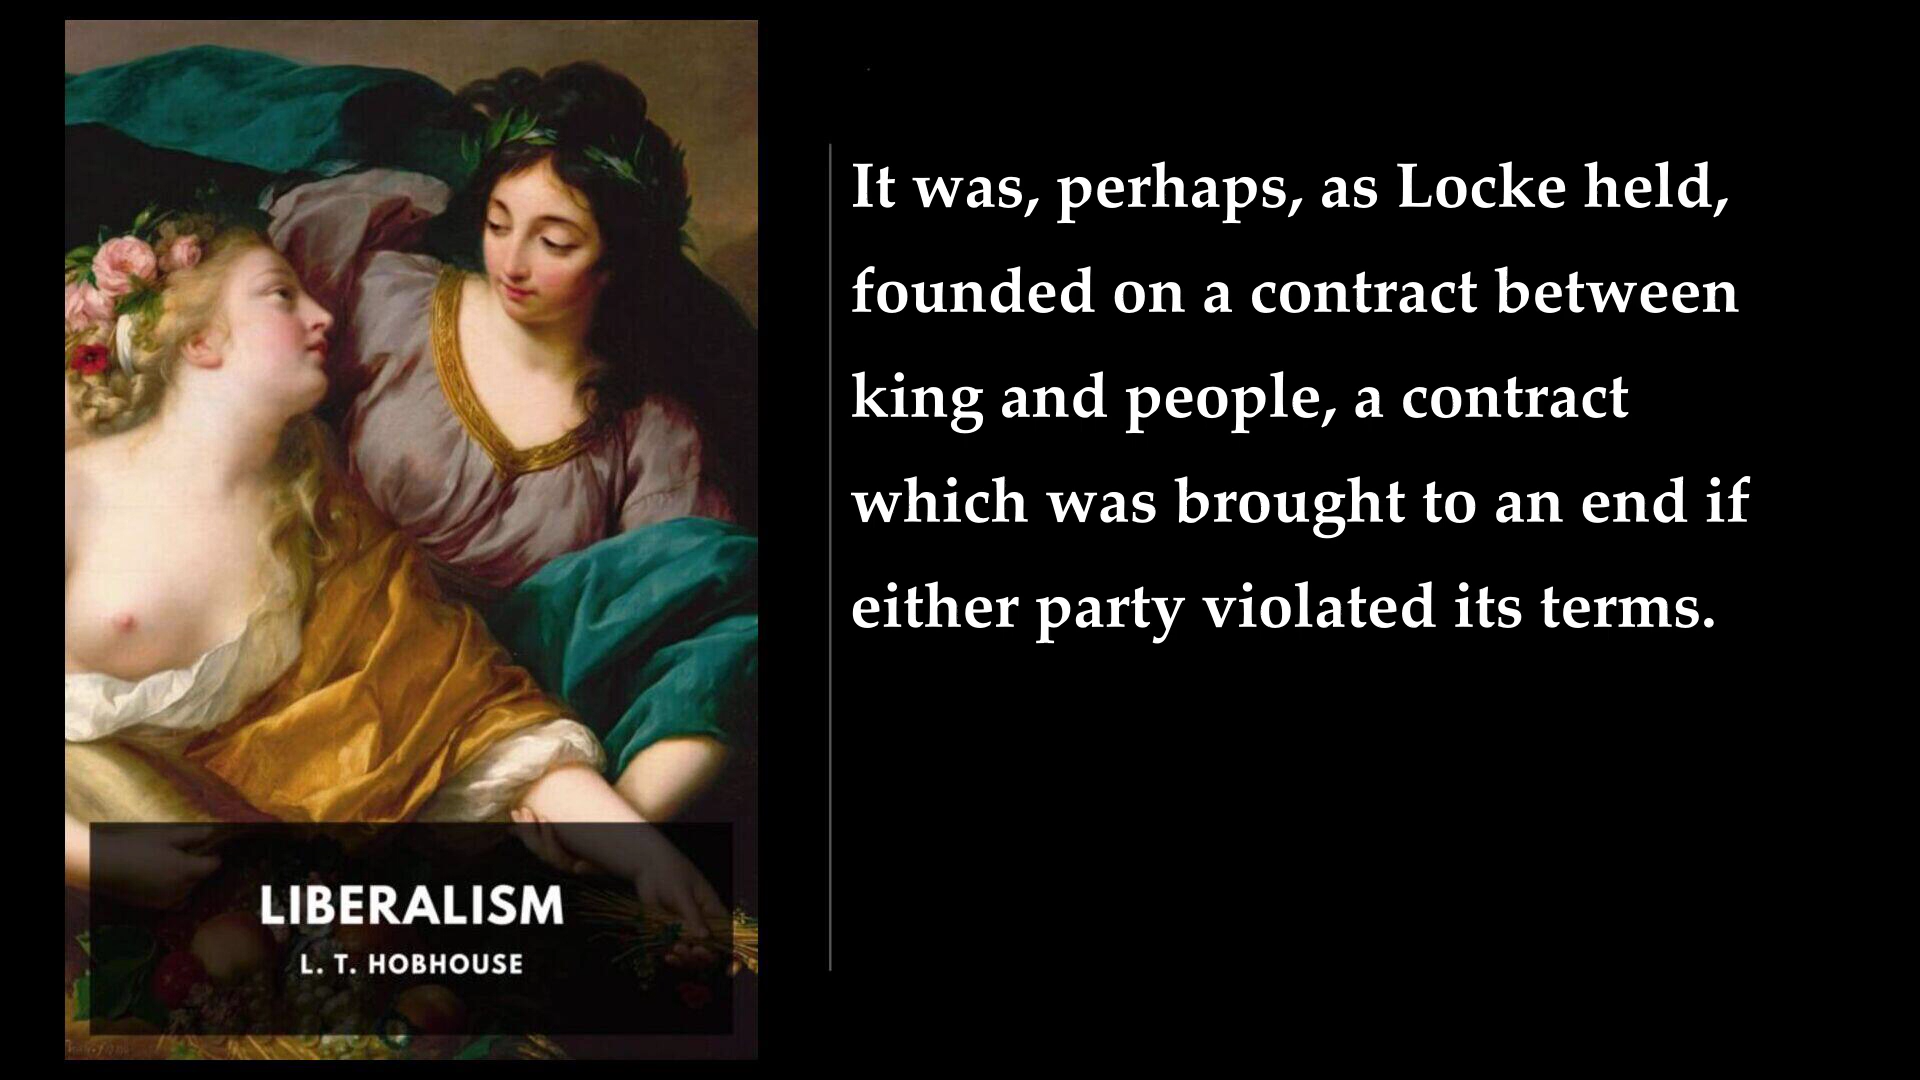 It was, perhaps, as Locke held,
founded on a contract between
king and people, a contract
which was brought to an end if
either party violated its terms.
LIBERALISM
L. T. HOBHOUSE